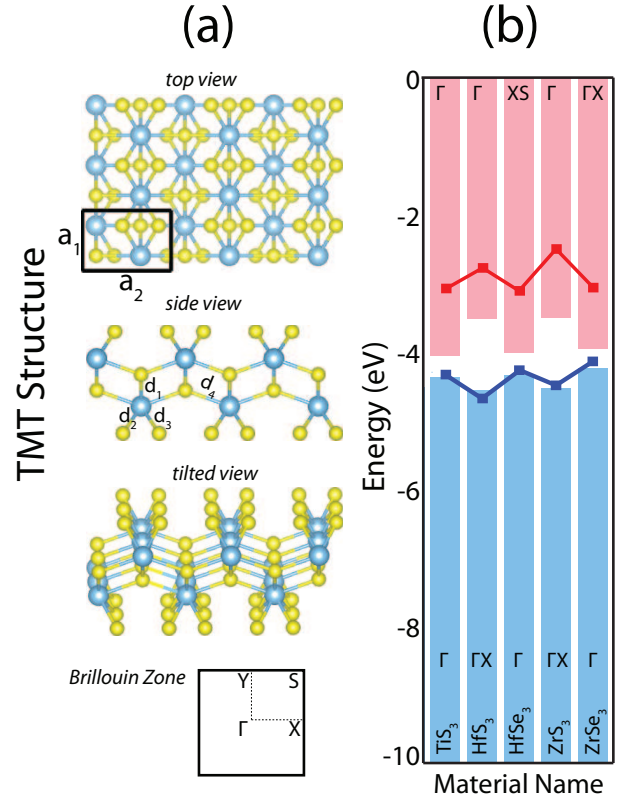 (a)
(b)
TMT Structure
top view
a₁
a₂
side view
d₁
d₄
d₂
d₃
tilted view
Brillouin Zone
Y
S
Γ
X
Energy (eV)
0
-2
-4
-6
-8
-10
Γ
Γ
XS
Γ
ΓX
Γ
ΓX
Γ
ΓX
Γ
TiS₃
HfS₃
HfSe₃
ZrS₃
ZrSe₃
Material Name